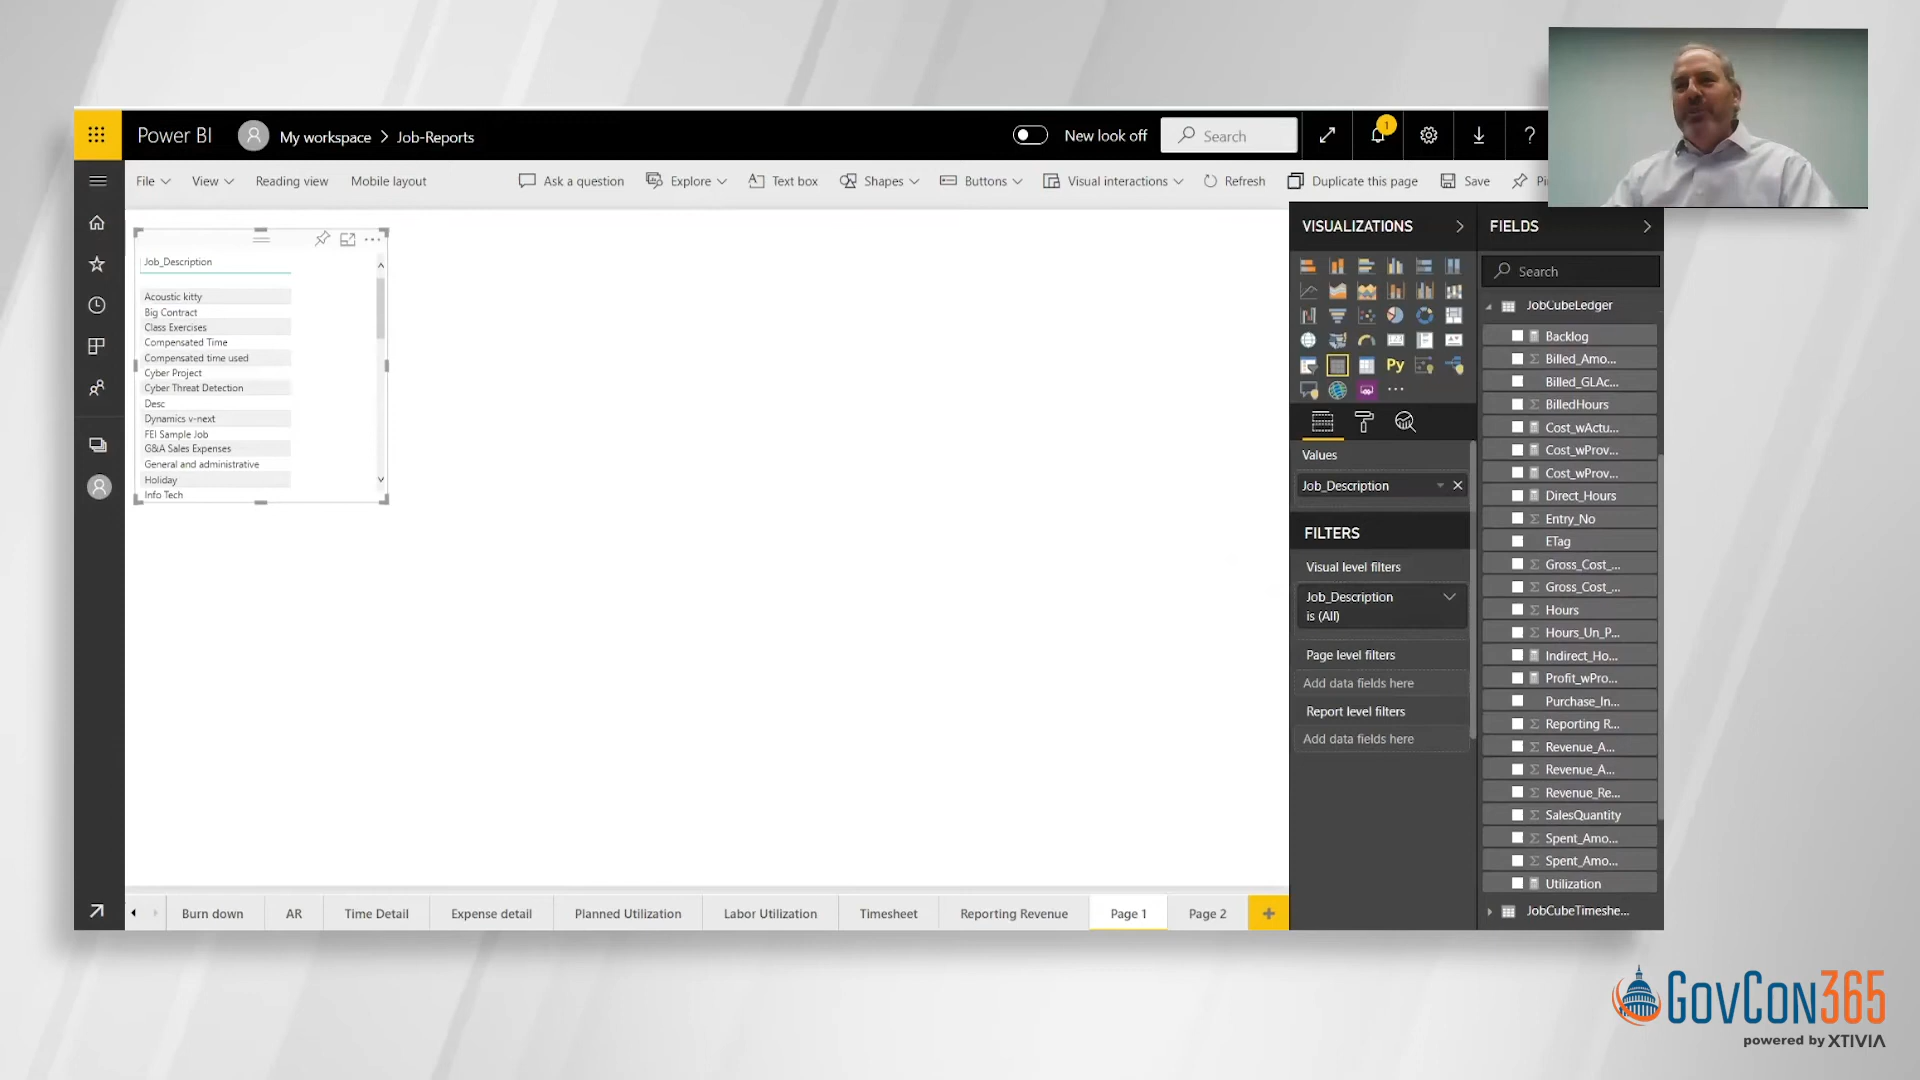 Power BI
My workspace > Job-Reports
New look off
Search
1
?
File
View
Reading view
Mobile layout
Ask a question
Explore
Text box
Shapes
Buttons
Visual interactions
Refresh
Duplicate this page
Save
Job_Description
Acoustic kitty
Big Contract
Class Exercises
Compensated Time
Compensated time used
Cyber Project
Cyber Threat Detection
Desc
Dynamics v-next
FEI Sample Job
G&A Sales Expenses
General and administrative
Holiday
Info Tech
VISUALIZATIONS
Py
Values
Job_Description
FILTERS
Visual level filters
Job_Description
is (All)
Page level filters
Add data fields here
Report level filters
Add data fields here
FIELDS
Search
JobCubeLedger
Backlog
Billed_Amo...
Billed_GLAc...
BilledHours
Cost_wActu...
Cost_wProv...
Cost_wProv...
Direct_Hours
Entry_No
ETag
Gross_Cost_...
Gross_Cost_...
Hours
Hours_Un_P...
Indirect_Ho...
Profit_wPro...
Purchase_In...
Reporting R...
Revenue_A...
Revenue_A...
Revenue_Re...
SalesQuantity
Spent_Amo...
Spent_Amo...
Utilization
JobCubeTimeshe...
Burn down
AR
Time Detail
Expense detail
Planned Utilization
Labor Utilization
Timesheet
Reporting Revenue
Page 1
Page 2
GovCon365
powered by XTIVIA